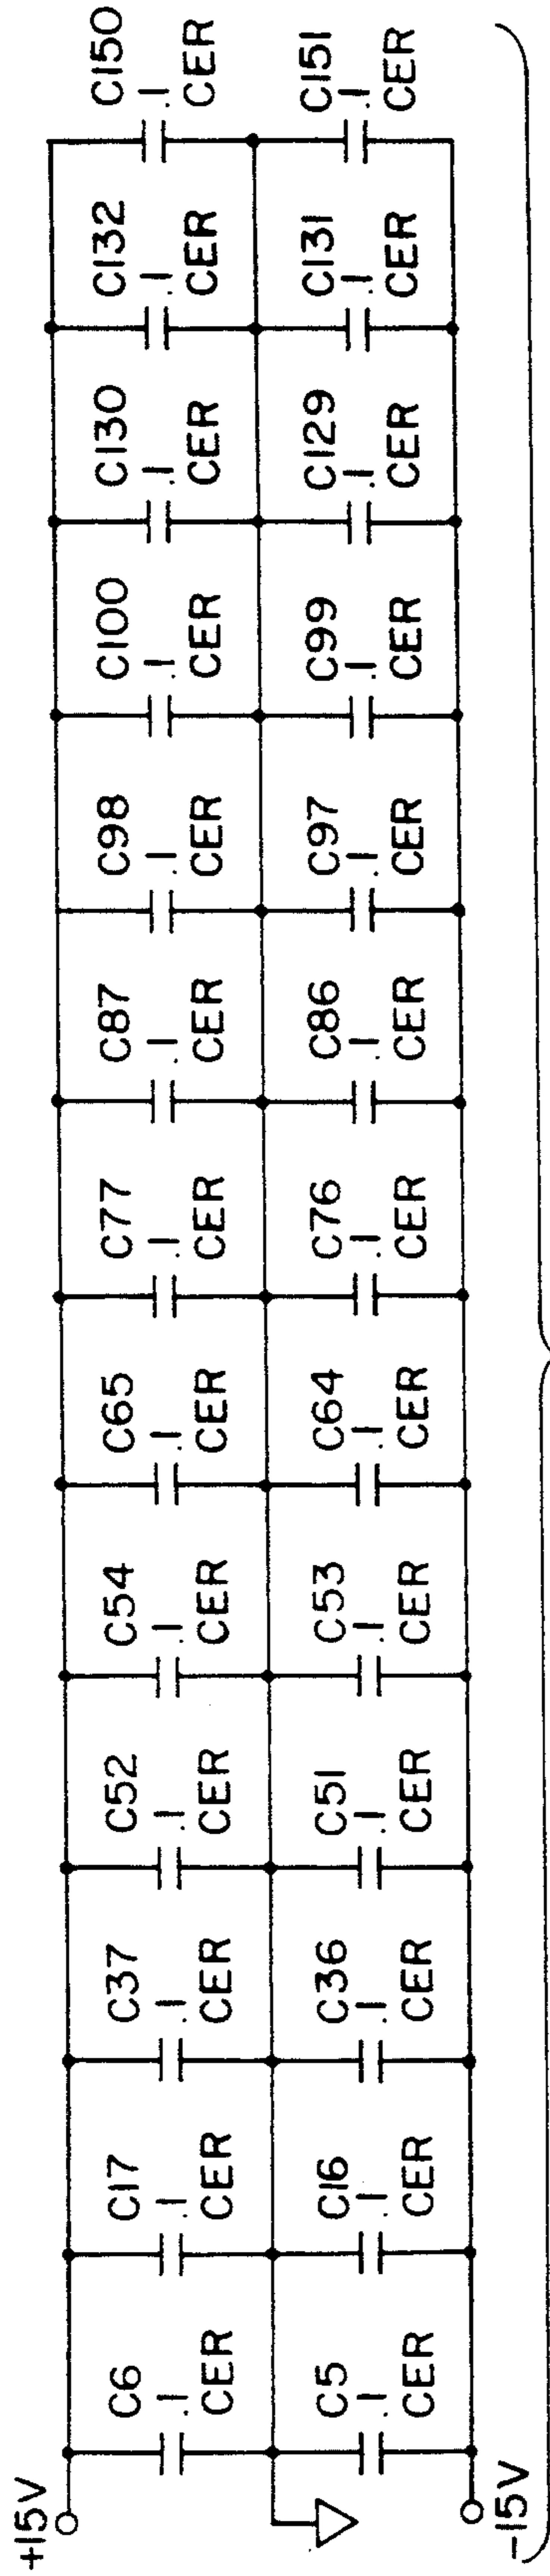 +15V
C6 C17 C37 C52 C54 C65 C77 C87 C98 C100 C130 C132 C150
.1 .1 .1 .1 .1 .1 .1 .1 .1 .1 .1 .1 .1
CER CER CER CER CER CER CER CER CER CER CER CER CER
C5 C16 C36 C51 C53 C64 C76 C86 C97 C99 C129 C131 C151
.1 .1 .1 .1 .1 .1 .1 .1 .1 .1 .1 .1 .1
CER CER CER CER CER CER CER CER CER CER CER CER CER
-15V